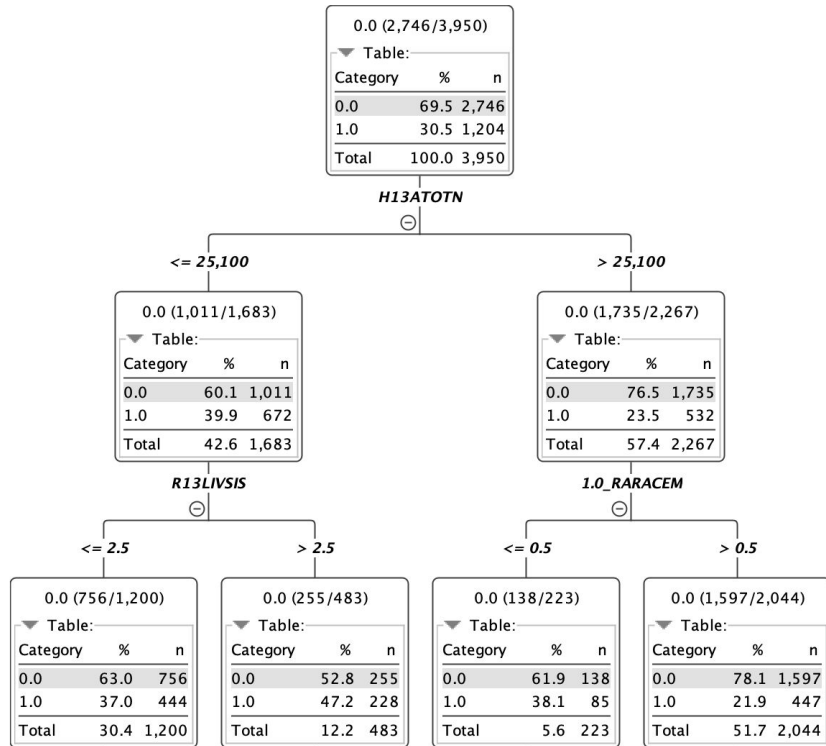 0.0 (2,746/3,950)
Table:
Category % n
0.0 69.5 2,746
1.0 30.5 1,204
Total 100.0 3,950
H13ATOTN
<= 25,100
> 25,100
0.0 (1,011/1,683)
Table:
Category % n
0.0 60.1 1,011
1.0 39.9 672
Total 42.6 1,683
0.0 (1,735/2,267)
Table:
Category % n
0.0 76.5 1,735
1.0 23.5 532
Total 57.4 2,267
R13LIVSIS
1.0_RARACEM
<= 2.5
> 2.5
<= 0.5
> 0.5
0.0 (756/1,200)
Table:
Category % n
0.0 63.0 756
1.0 37.0 444
Total 30.4 1,200
0.0 (255/483)
Table:
Category % n
0.0 52.8 255
1.0 47.2 228
Total 12.2 483
0.0 (138/223)
Table:
Category % n
0.0 61.9 138
1.0 38.1 85
Total 5.6 223
0.0 (1,597/2,044)
Table:
Category % n
0.0 78.1 1,597
1.0 21.9 447
Total 51.7 2,044